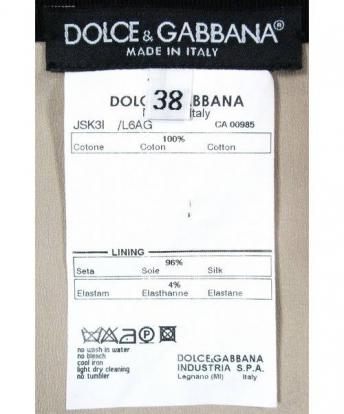 DOLCE & GABBANA®
MADE IN ITALY
38
DOLC BBANA
Italy
JSK3I /L6AG CA 00985
100%
Cotone Coton Cotton
LINING
96%
Seta Soie Silk
4%
Elastam Elasthanne Elastane
no wash in water
no bleach
cool iron
light dry cleaning
no tumbler
DOLCE&GABBANA
INDUSTRIA S.P.A.
Legnano (MI) Italy